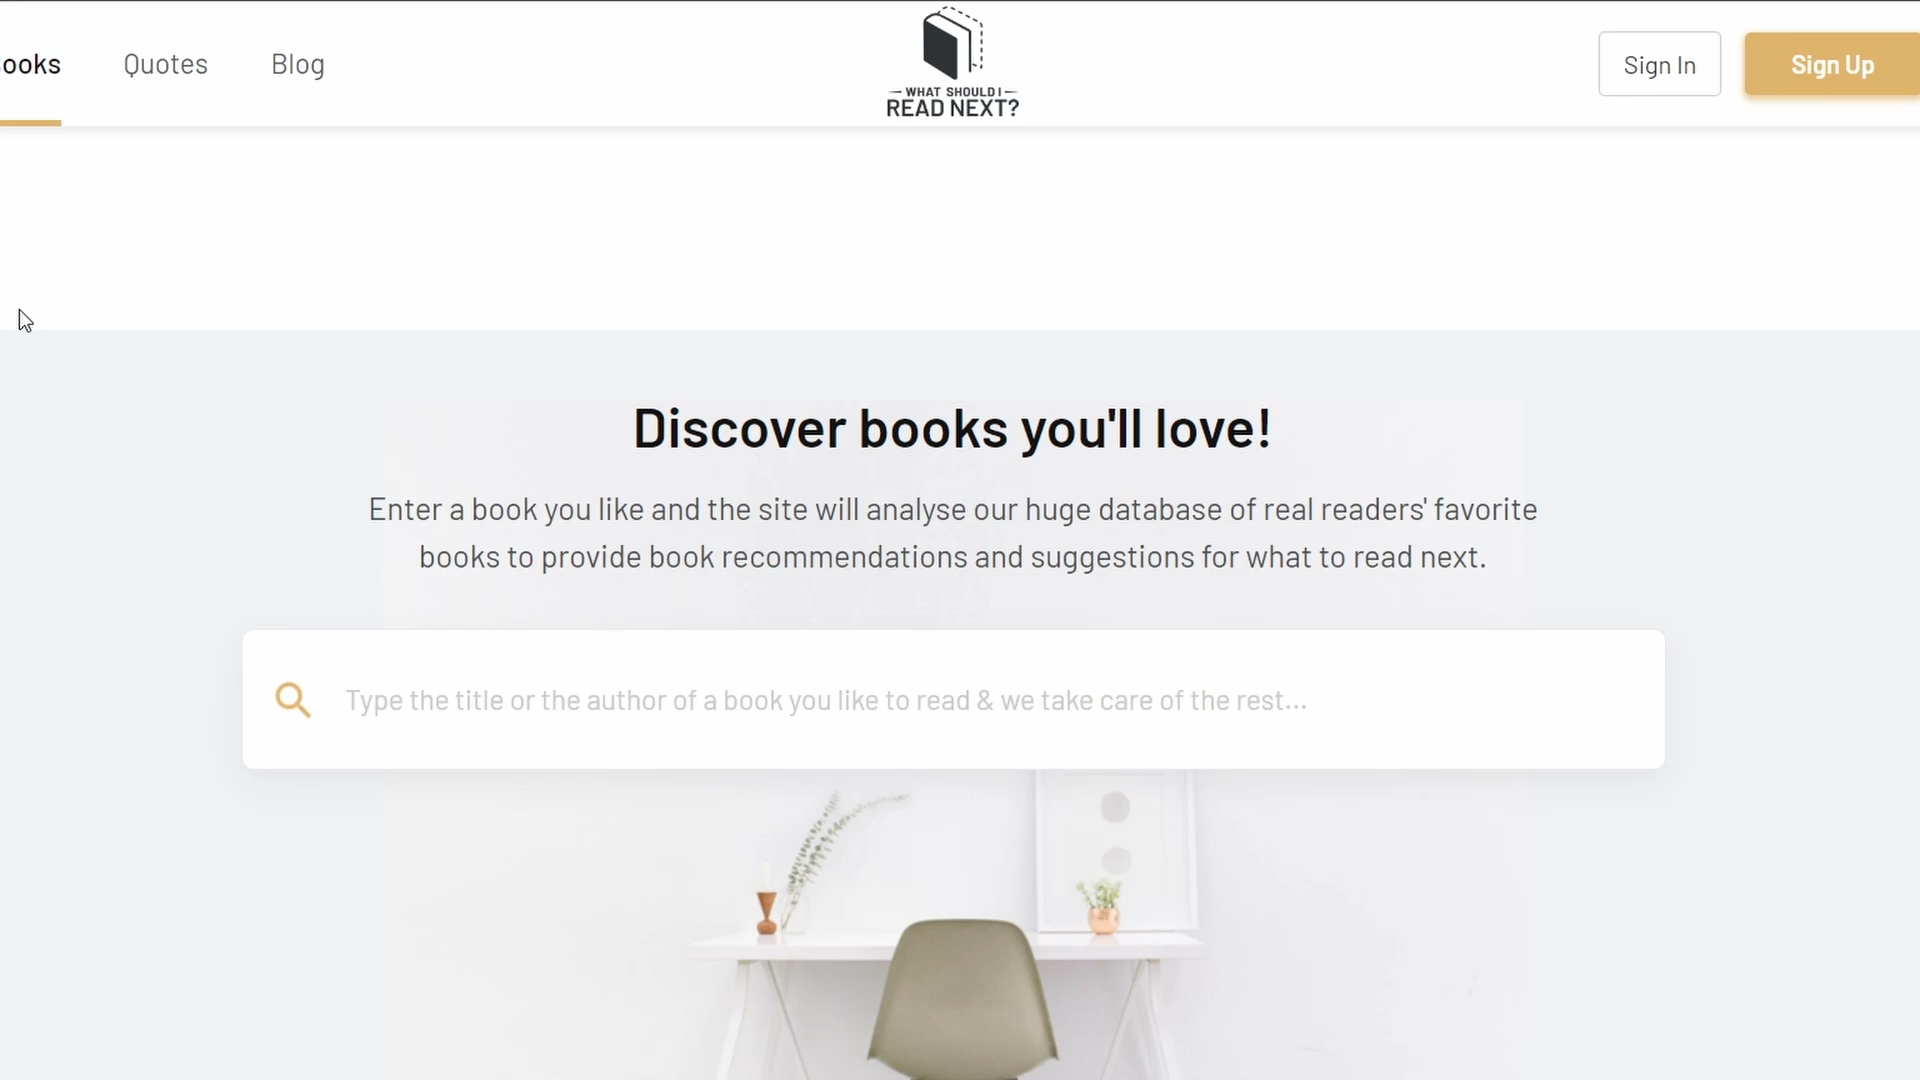 ooks
Quotes
Blog
WHAT SHOULD I
READ NEXT?
Sign In
Sign Up
Discover books you'll love!
Enter a book you like and the site will analyse our huge database of real readers' favorite
books to provide book recommendations and suggestions for what to read next.
Type the title or the author of a book you like to read & we take care of the rest...